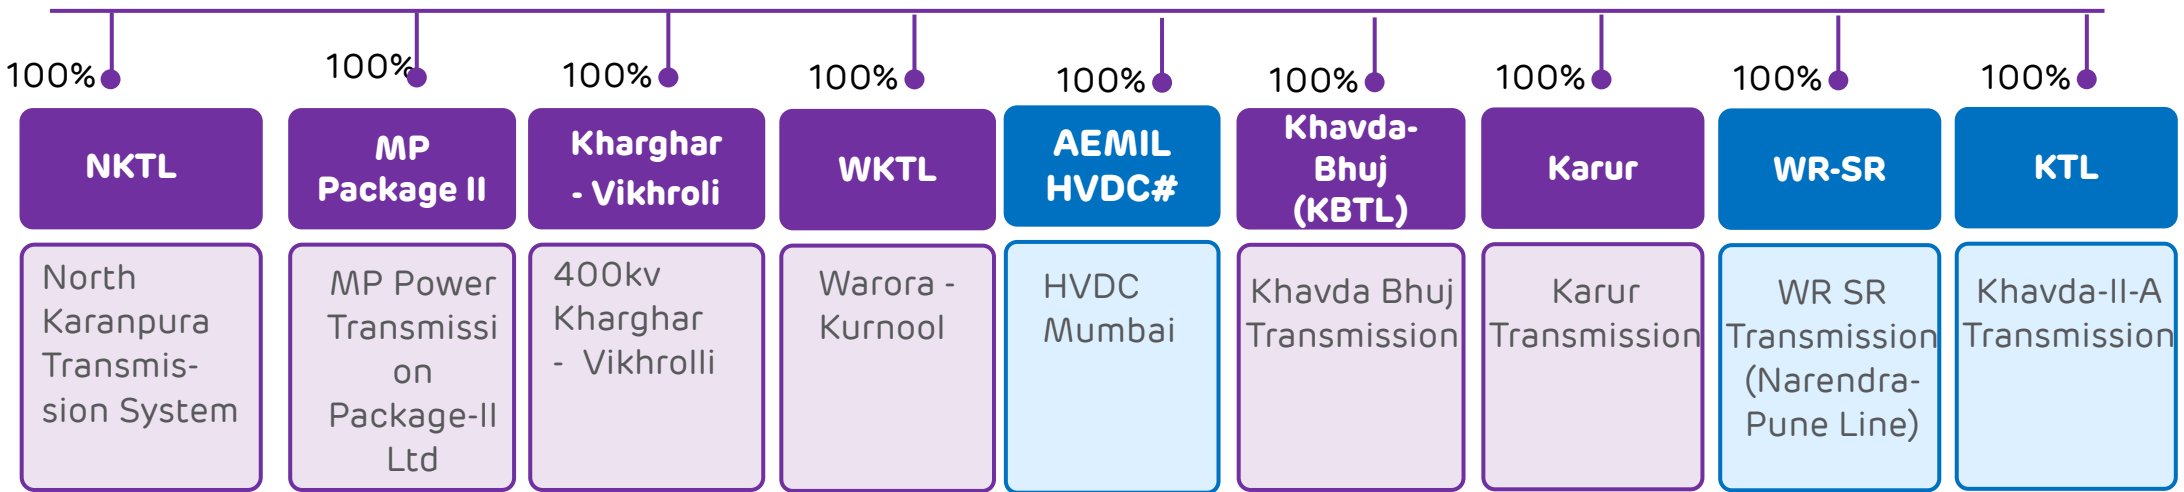 100%
100%
100%
100%
100%
100%
100%
100%
100%
NKTL
MP
Package II
Kharghar
- Vikhroli
WKTL
AEMIL
HVDC#
Khavda-
Bhuj
(KBTL)
Karur
WR-SR
KTL
North
Karanpura
Transmis-
sion System
MP Power
Transmissi
on
Package-II
Ltd
400kv
Kharghar
- Vikhrolli
Warora -
Kurnool
HVDC
Mumbai
Khavda Bhuj
Transmission
Karur
Transmission
WR SR
Transmission
(Narendra-
Pune Line)
Khavda-II-A
Transmission